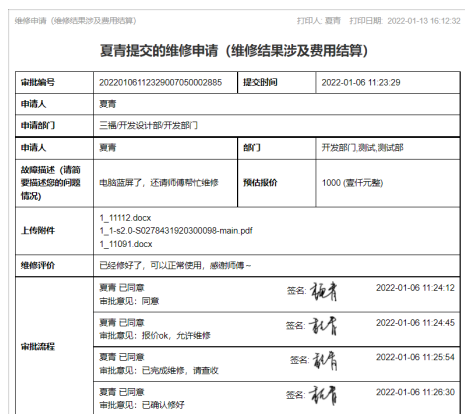 维修申请（维修结果涉及费用结算） 打印人: 夏青 打印日期: 2022-01-13 16:12:32
夏青提交的维修申请（维修结果涉及费用结算）
审批编号 20220106112329007050002885 提交时间 2022-01-06 11:23:29
申请人 夏青
申请部门 三福/开发设计部/开发部门
申请人 夏青 部门 开发部门,测试,测试部
故障描述（请简
要描述您的问题
情况) 电脑蓝屏了，还请师傅帮忙维修 预估报价 1000 (壹仟元整)
上传附件 1_11112.docx
1_1-s2.0-S0278431920300098-main.pdf
1_11091.docx
维修评价 已经修好了，可以正常使用，感谢师傅～
审批流程
夏青 已同意 签名: 2022-01-06 11:24:12
审批意见：同意
夏青 已同意 签名: 2022-01-06 11:24:45
审批意见：报价ok，允许维修
夏青 已同意 签名: 2022-01-06 11:25:54
审批意见：已完成维修，请查收
夏青 已同意 签名: 2022-01-06 11:26:30
审批意见：已确认修好